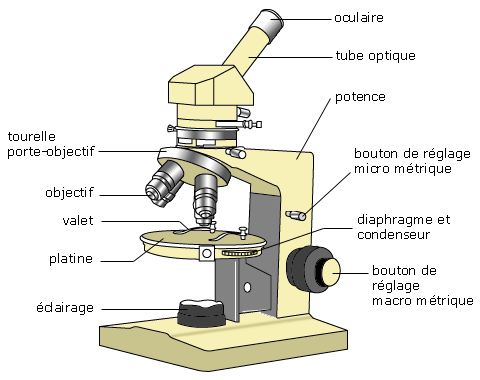 oculaire
tube optique
potence
tourelle
porte-objectif
bouton de réglage
micro métrique
objectif
valet
diaphragme et
condenseur
platine
bouton de
réglage
macro métrique
éclairage